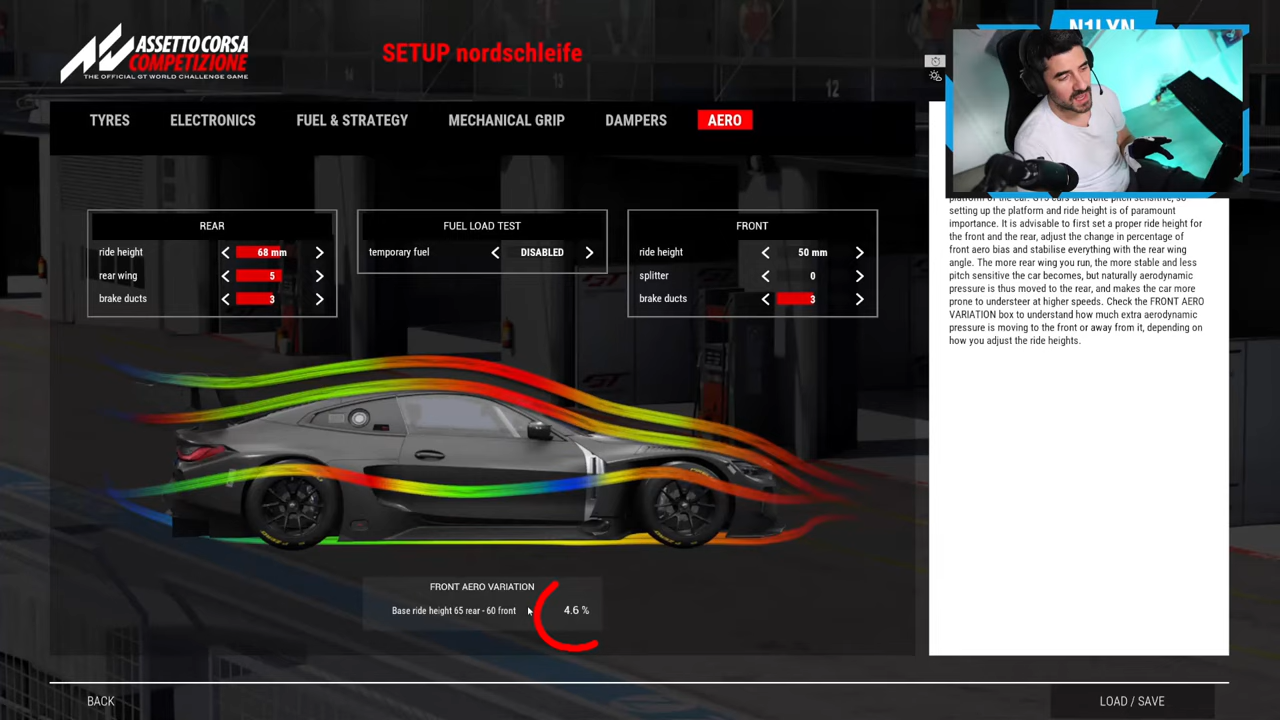 N1LYN
ASSETTO CORSA
COMPETIZIONE
THE OFFICIAL GT WORLD CHALLENGE GAME
SETUP nordschleife
13
12
TYRES
ELECTRONICS
FUEL & STRATEGY
MECHANICAL GRIP
DAMPERS
AERO
REAR
ride height
68 mm
rear wing
5
brake ducts
3
FUEL LOAD TEST
temporary fuel
DISABLED
FRONT
ride height
50 mm
splitter
0
brake ducts
3
setting up the platform and ride height is of paramount
importance. It is advisable to first set a proper ride height for
the front and the rear, adjust the change in percentage of
front aero bias and stabilise everything with the rear wing
angle. The more rear wing you run, the more stable and less
pitch sensitive the car becomes, but naturally aerodynamic
pressure is thus moved to the rear, and makes the car more
prone to understeer at higher speeds. Check the FRONT AERO
VARIATION box to understand how much extra aerodynamic
pressure is moving to the front or away from it, depending on
how you adjust the ride heights.
FRONT AERO VARIATION
Base ride height 65 rear - 60 front
4.6 %
BACK
LOAD / SAVE